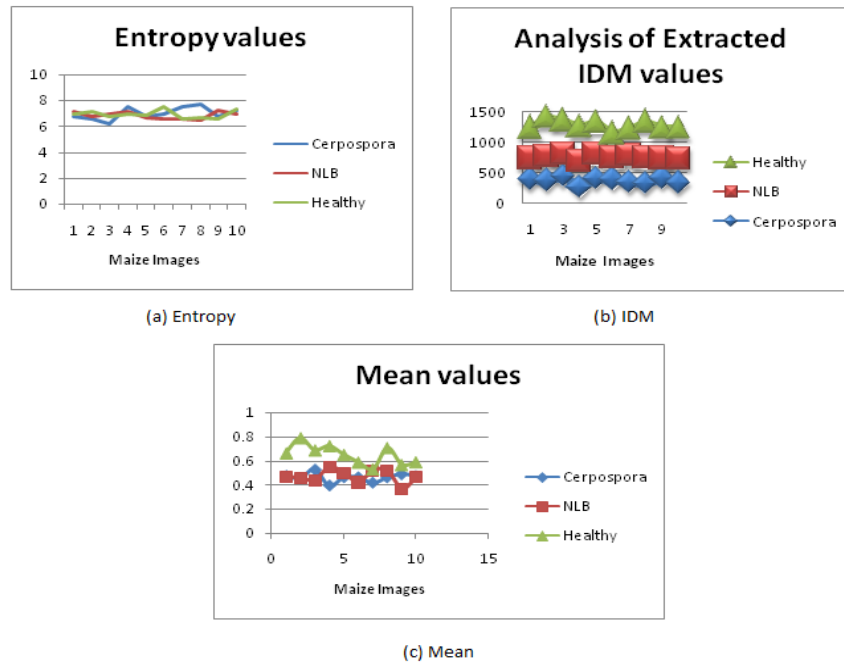 Entropy values
10
8
6
4
2
0
1 2 3 4 5 6 7 8 9 10
Maize Images
Cerpospora
NLB
Healthy
(a) Entropy
Analysis of Extracted
IDM values
1500
1000
500
0
1 3 5 7 9
Maize Images
Healthy
NLB
Cerpospora
(b) IDM
Mean values
1
0.8
0.6
0.4
0.2
0
0 5 10 15
Maize Images
Cerpospora
NLB
Healthy
(c) Mean